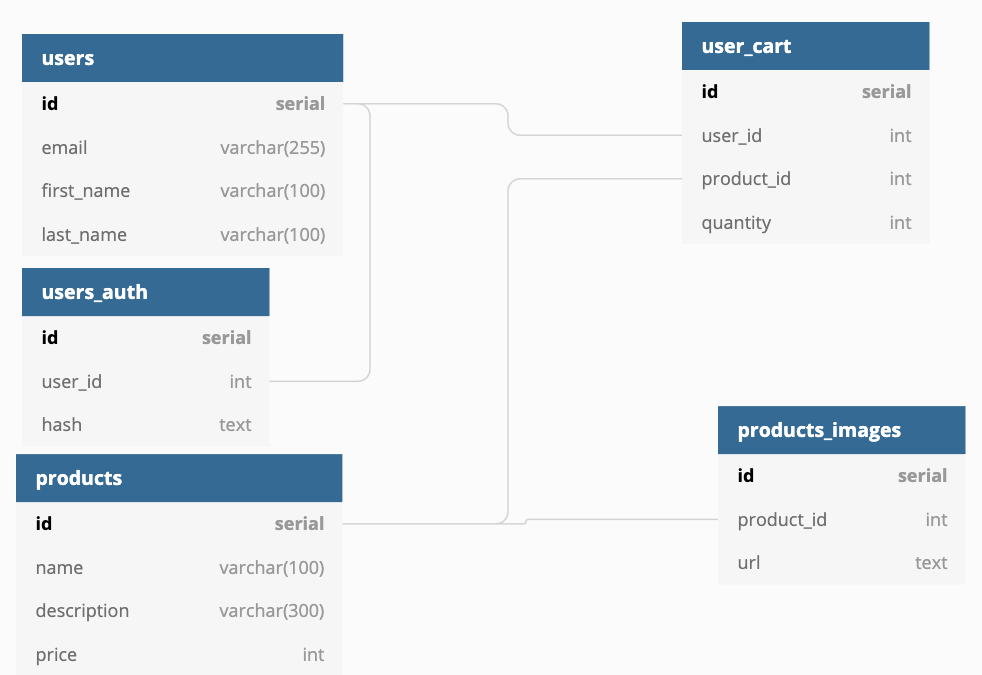 users
id serial
email varchar(255)
first_name varchar(100)
last_name varchar(100)
users_auth
id serial
user_id int
hash text
products
id serial
name varchar(100)
description varchar(300)
price int
user_cart
id serial
user_id int
product_id int
quantity int
products_images
id serial
product_id int
url text